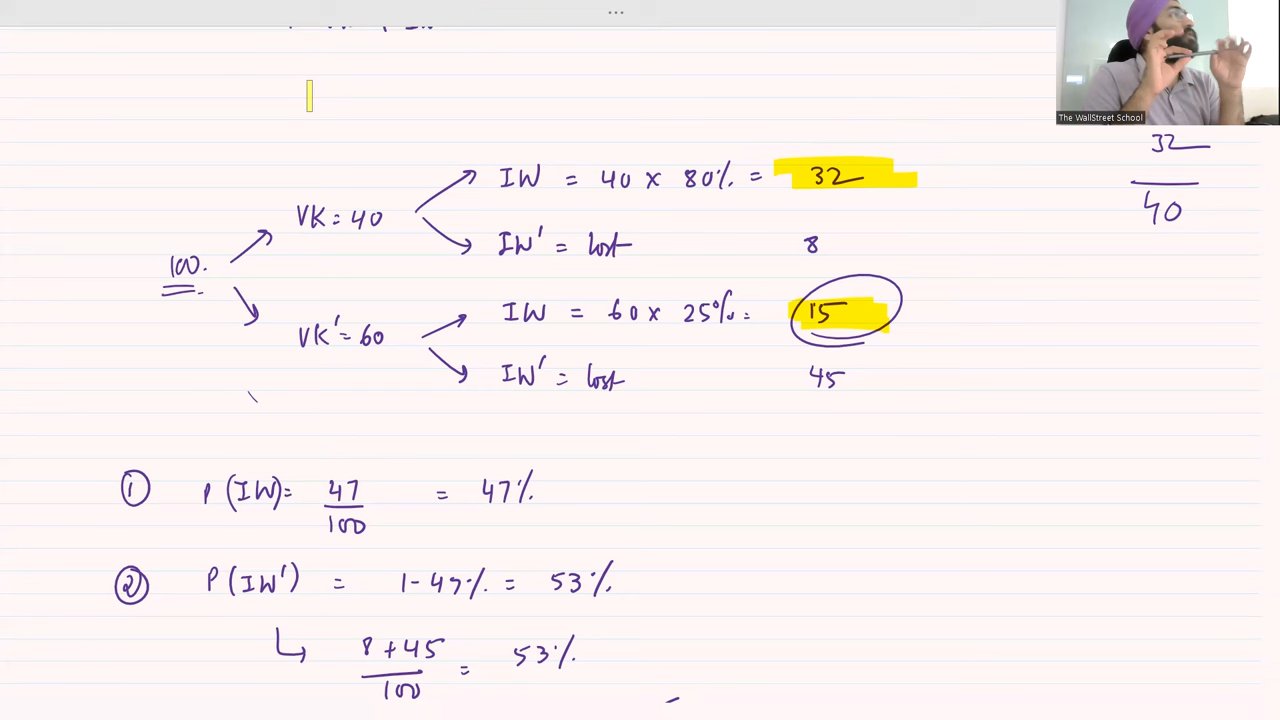 The WallStreet School
32
40
IW = 40 x 80% = 32
VK = 40
IW' = lost 8
100.
IW = 60 x 25% = 15
VK' = 60
IW' = lost 45
① P(IW) = 47 / 100 = 47%
② P(IW') = 1 - 47% = 53%
8 + 45 / 100 = 53%